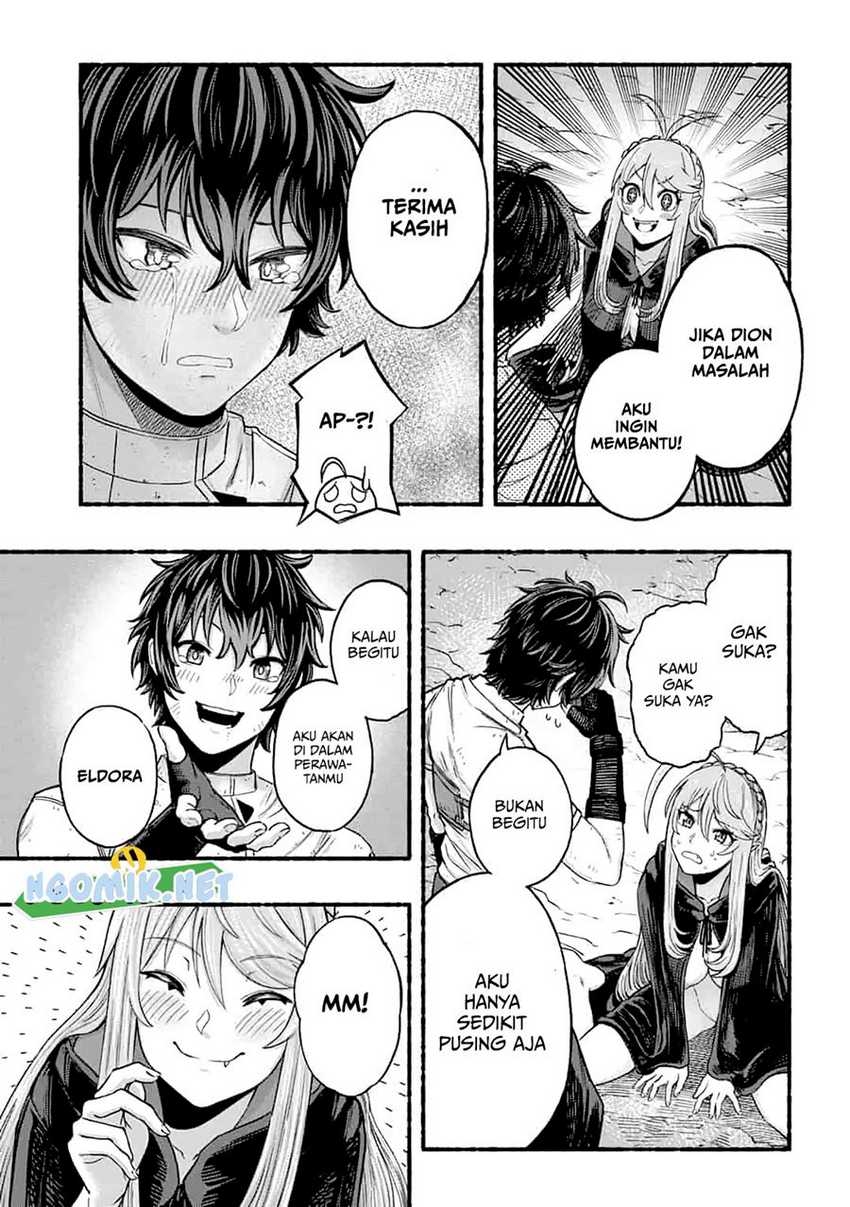 JIKA DION
DALAM
MASALAH
AKU
INGIN
MEMBANTU!
...
TERIMA
KASIH
AP-?!
GAK
SUKA?
KAMU
GAK
SUKA YA?
BUKAN
BEGITU
AKU
HANYA
SEDIKIT
PUSING AJA
KALAU
BEGITU
AKU AKAN
DI DALAM
PERAWA-
TANMU
ELDORA
MM!
NGOMIK.NET